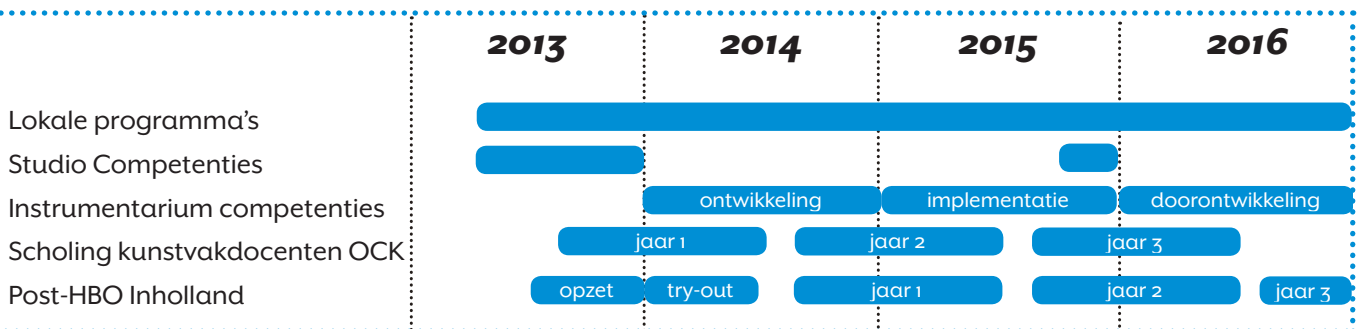 2013 2014 2015 2016
Lokale programma's
Studio Competenties
Instrumentarium competenties ontwikkeling implementatie doorontwikkeling
Scholing kunstvakdocenten OCK jaar 1 jaar 2 jaar 3
Post-HBO Inholland opzet try-out jaar 1 jaar 2 jaar 3